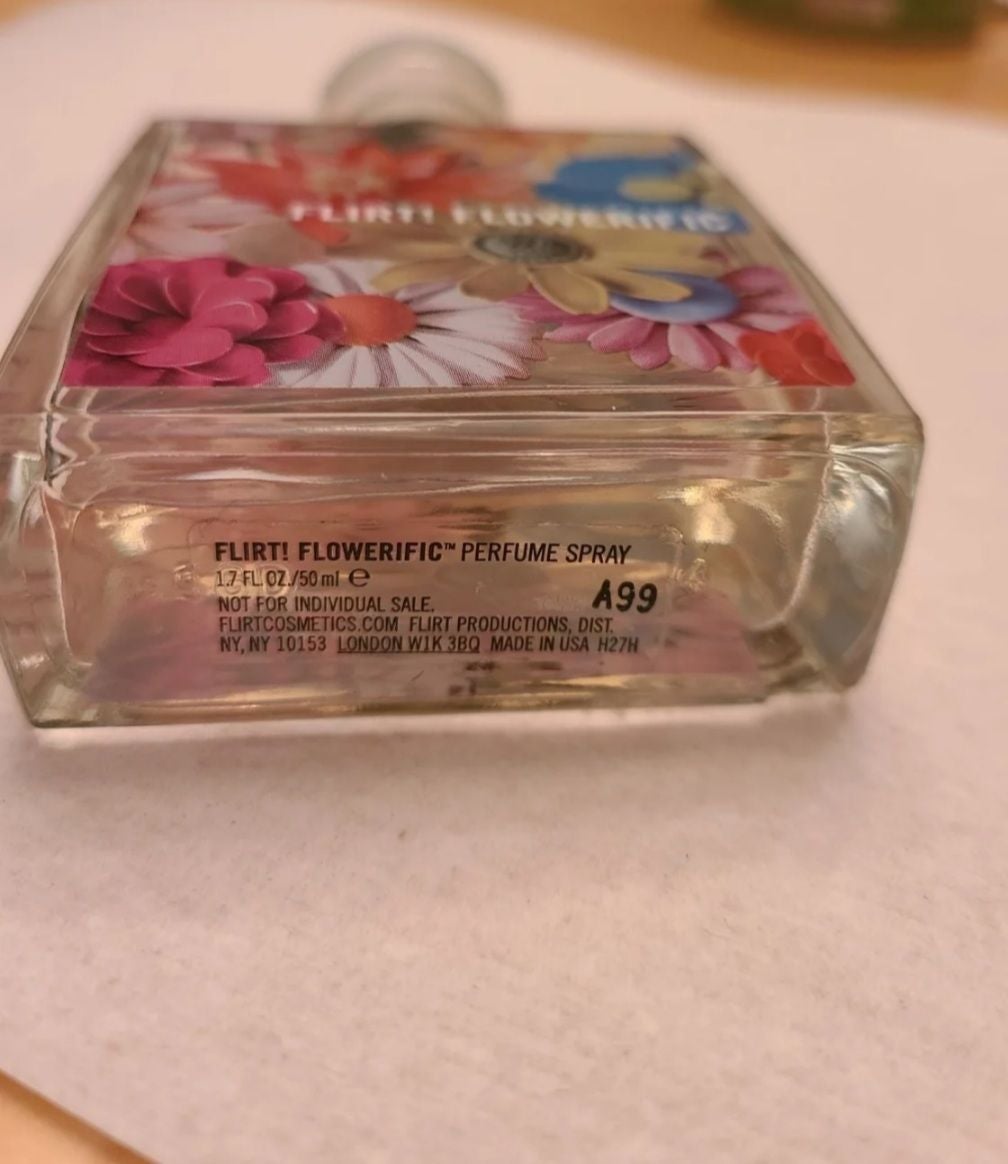 FLIRT! FLOWERIFIC
FLIRT! FLOWERIFIC™ PERFUME SPRAY
1.7 FL. OZ./50 ml ℮
A99
NOT FOR INDIVIDUAL SALE.
FLIRTCOSMETICS.COM FLIRT PRODUCTIONS, DIST.
NY, NY 10153 LONDON W1K 3BQ MADE IN USA H27H